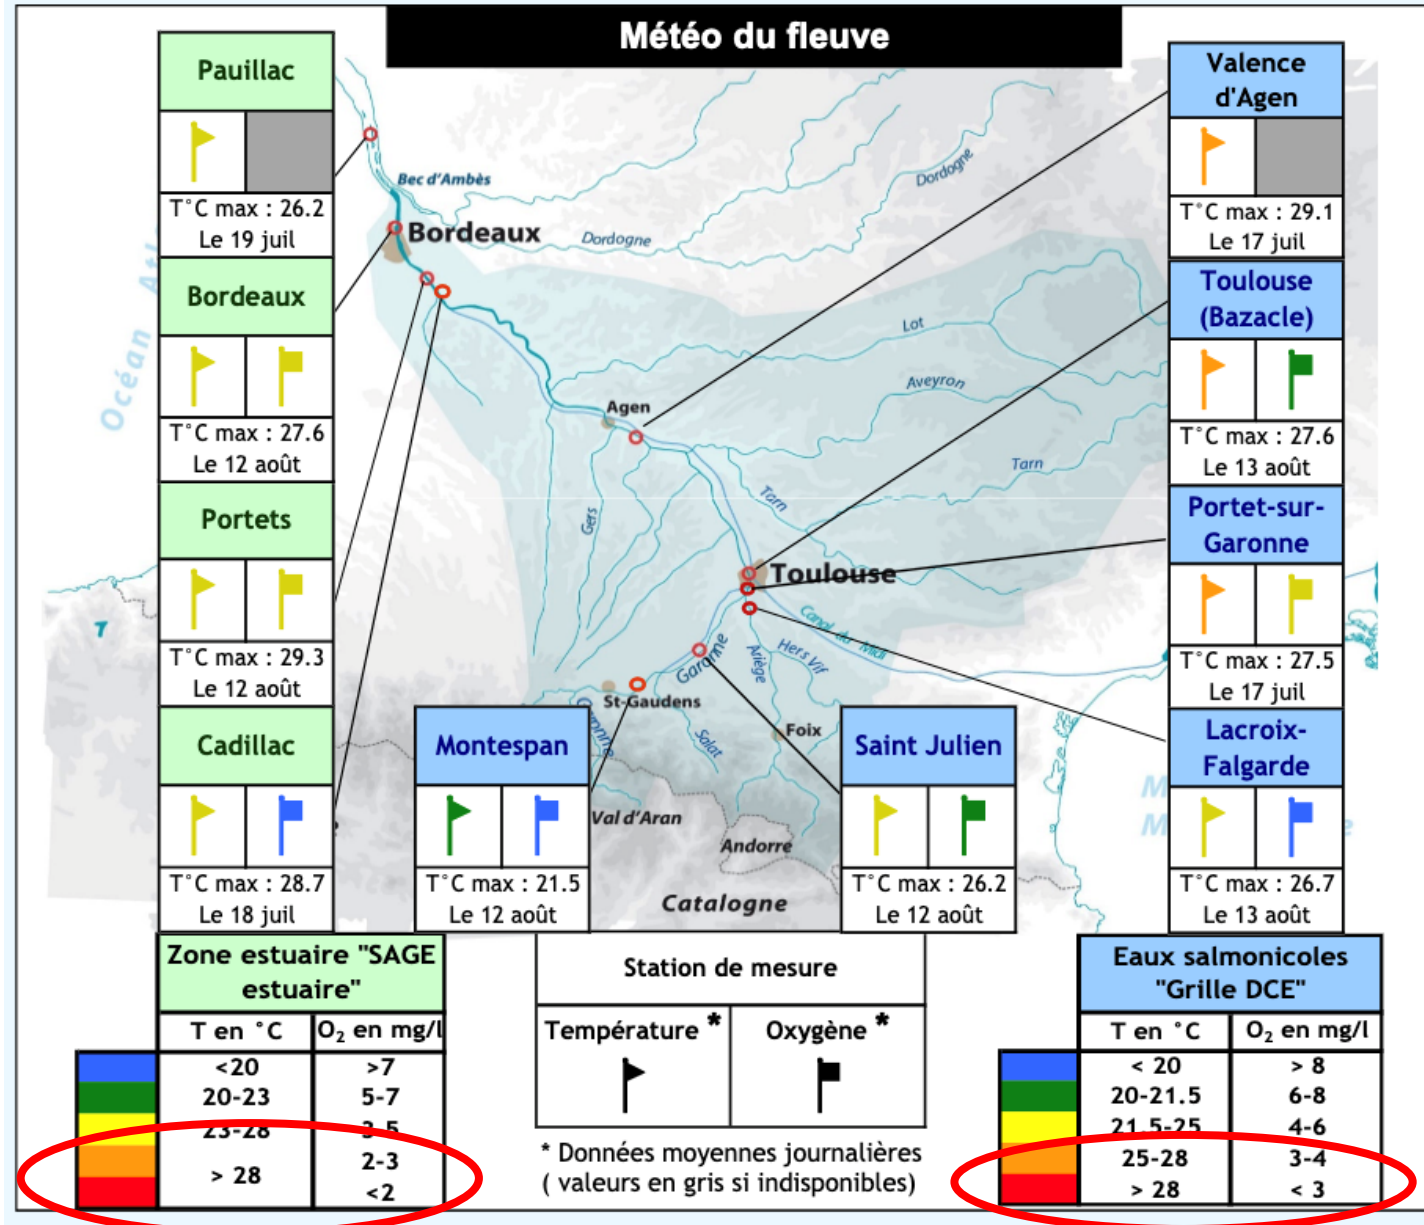 Météo du fleuve
Pauillac
T°C max : 26.2
Le 19 juil
Bordeaux
T°C max : 27.6
Le 12 août
Portets
T°C max : 29.3
Le 12 août
Cadillac
T°C max : 28.7
Le 18 juil
Montespan
T°C max : 21.5
Le 12 août
Saint Julien
T°C max : 26.2
Le 12 août
Valence
d'Agen
T°C max : 29.1
Le 17 juil
Toulouse
(Bazacle)
T°C max : 27.6
Le 13 août
Portet-sur-
Garonne
T°C max : 27.5
Le 17 juil
Lacroix-
Falgarde
T°C max : 26.7
Le 13 août
Océan
Bec d'Ambès
Bordeaux
Dordogne
Dordogne
Lot
Aveyron
Agen
Tarn
Tarn
Gers
Toulouse
Canal du Midi
Hers Vif
Ariège
Garonne
St-Gaudens
Garonne
Salat
Foix
Val d'Aran
Andorre
Catalogne
Zone estuaire "SAGE
estuaire"
T en °C O₂ en mg/l
<20 >7
20-23 5-7
23-28 3-5
> 28 2-3
<2
Station de mesure
Température * Oxygène *
* Données moyennes journalières
( valeurs en gris si indisponibles)
Eaux salmonicoles
"Grille DCE"
T en °C O₂ en mg/l
< 20 > 8
20-21.5 6-8
21.5-25 4-6
25-28 3-4
> 28 < 3